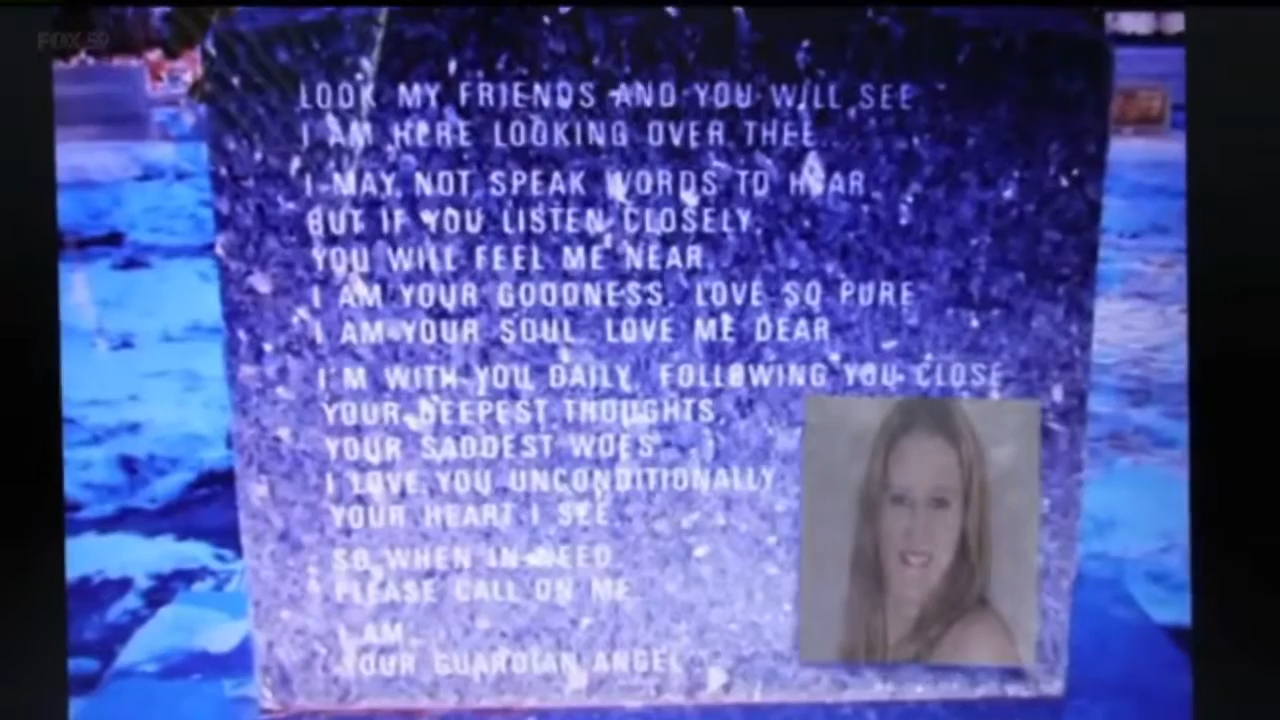 FOX 59
LOOK MY FRIENDS AND YOU WILL SEE
I AM HERE LOOKING OVER THEE
I MAY NOT SPEAK WORDS TO HEAR
BUT IF YOU LISTEN CLOSELY,
YOU WILL FEEL ME NEAR
I AM YOUR GOODNESS, LOVE SO PURE
I AM YOUR SOUL, LOVE ME DEAR
I'M WITH YOU DAILY, FOLLOWING YOU CLOSE
YOUR DEEPEST THOUGHTS,
YOUR SADDEST WOES
I LOVE YOU UNCONDITIONALLY
YOUR HEART I SEE
SO WHEN IN NEED
PLEASE CALL ON ME
I AM
YOUR GUARDIAN ANGEL